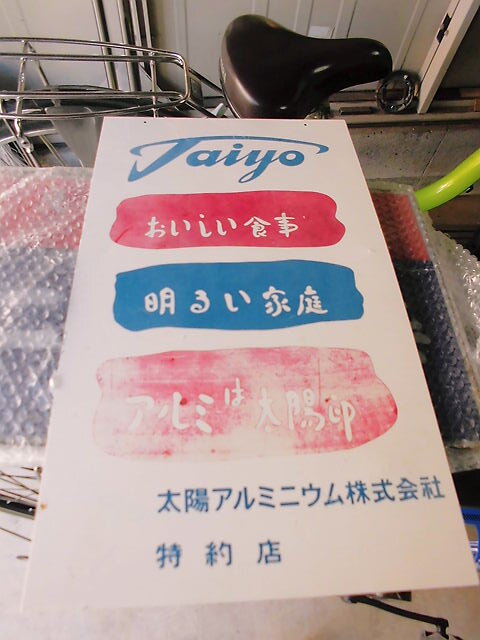 Taiyo
おいしい食事
明るい家庭
アルミは太陽印
太陽アルミニウム株式会社
特約店